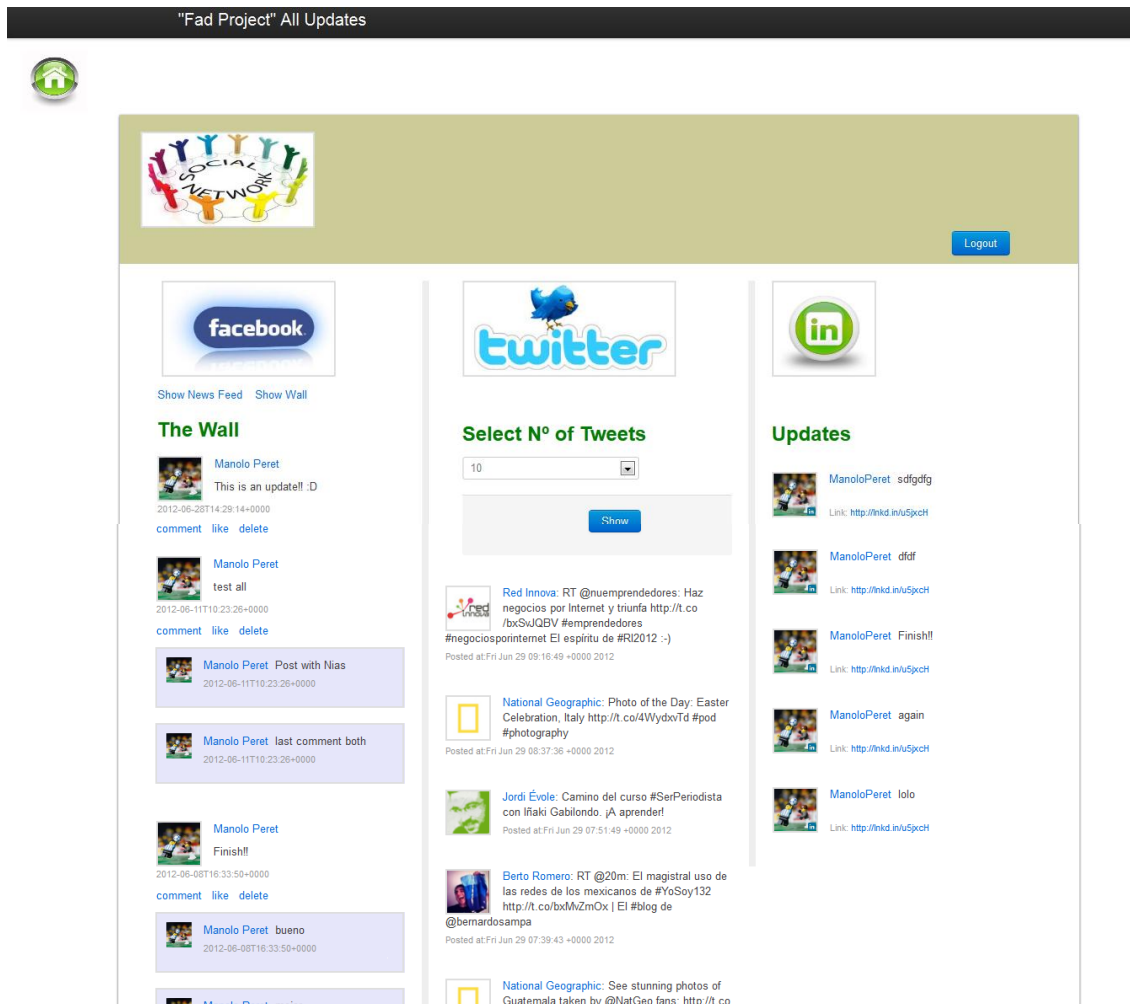 "Fad Project" All Updates
SOCIAL
NETWORK
Logout
facebook
Show News Feed Show Wall
The Wall
Manolo Peret
This is an update!! :D
2012-06-28T14:29:14+0000
comment like delete
Manolo Peret
test all
2012-06-11T10:23:26+0000
comment like delete
Manolo Peret Post with Nias
2012-06-11T10:23:26+0000
Manolo Peret last comment both
2012-06-11T10:23:26+0000
Manolo Peret
Finish!!
2012-06-08T16:33:50+0000
comment like delete
Manolo Peret bueno
2012-06-08T16:33:50+0000
twitter
Select Nº of Tweets
10
Show
red
innova
Red Innova: RT @nuemprendedores: Haz
negocios por Internet y triunfa http://t.co
/bxSvJQBV #emprendedores
#negociosporinternet El espíritu de #RI2012 :-)
Posted at:Fri Jun 29 09:16:49 +0000 2012
National Geographic: Photo of the Day: Easter
Celebration, Italy http://t.co/4WydxvTd #pod
#photography
Posted at:Fri Jun 29 08:37:36 +0000 2012
Jordi Évole: Camino del curso #SerPeriodista
con Iñaki Gabilondo. ¡A aprender!
Posted at:Fri Jun 29 07:51:49 +0000 2012
Berto Romero: RT @20m: El magistral uso de
las redes de los mexicanos de #YoSoy132
http://t.co/bxMvZmOx | El #blog de
@bernardosampa
Posted at:Fri Jun 29 07:39:43 +0000 2012
National Geographic: See stunning photos of
Guatemala taken by @NatGeo fans: http://t.co
in
Updates
ManoloPeret sdfgdfg
Link: http://lnkd.in/u5jxcH
ManoloPeret dfdf
Link: http://lnkd.in/u5jxcH
ManoloPeret Finish!!
Link: http://lnkd.in/u5jxcH
ManoloPeret again
Link: http://lnkd.in/u5jxcH
ManoloPeret lolo
Link: http://lnkd.in/u5jxcH